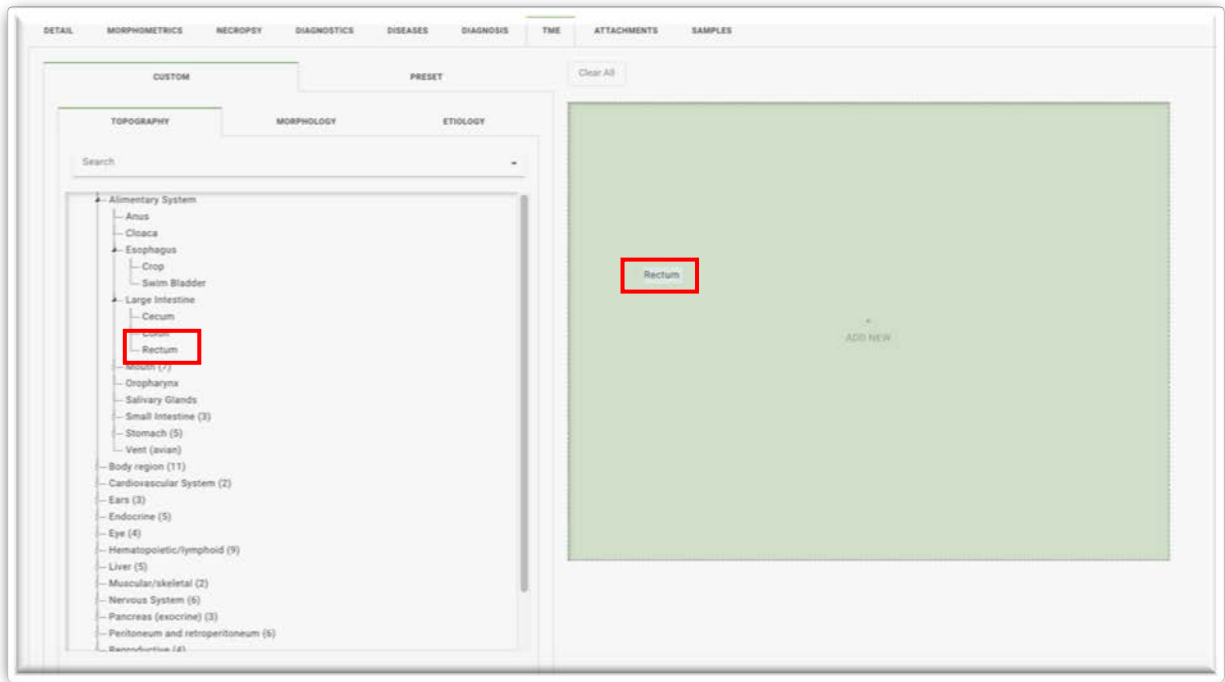 DETAIL MORPHOMETRICS NECROPSY DIAGNOSTICS DISEASES DIAGNOSIS TME ATTACHMENTS SAMPLES
CUSTOM PRESET
Clear All
TOPOGRAPHY MORPHOLOGY ETIOLOGY
Search
Alimentary System
Anus
Cloaca
Esophagus
Crop
Swim Bladder
Large Intestine
Cecum
Colon
Rectum
Mouth (7)
Oropharynx
Salivary Glands
Small Intestine (3)
Stomach (5)
Vent (avian)
Body region (11)
Cardiovascular System (2)
Ears (3)
Endocrine (5)
Eye (4)
Hematopoietic/lymphoid (9)
Liver (5)
Muscular/skeletal (2)
Nervous System (6)
Pancreas (exocrine) (3)
Peritoneum and retroperitoneum (6)
Reproductive (4)
Rectum
+
ADD NEW